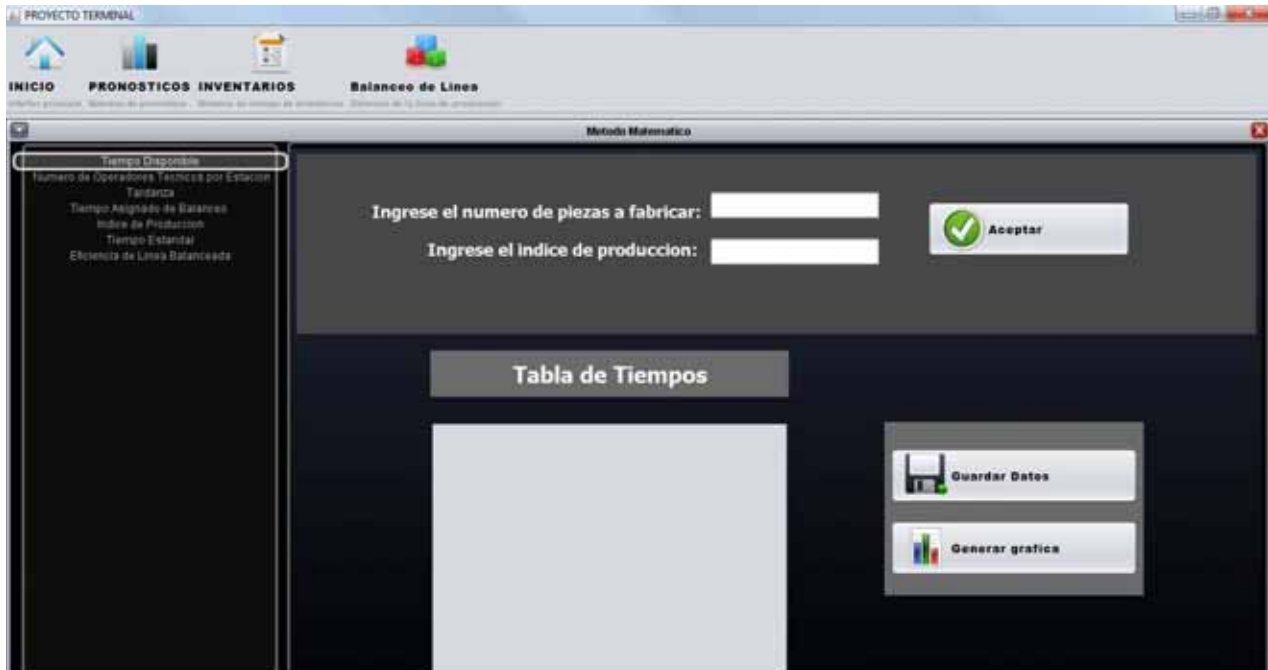 PROYECTO TERMINAL
INICIO
PRONOSTICOS
INVENTARIOS
Balanceo de Linea
Metodo Matematico
Tiempo Disponible
Numero de Operadores Tecnicos por Estacion
Tardanza
Tiempo Asignado de Balanceo
Indice de Produccion
Tiempo Estandar
Eficiencia de Linea Balanceada
Ingrese el numero de piezas a fabricar:
Ingrese el indice de produccion:
Aceptar
Tabla de Tiempos
Guardar Datos
Generar grafica